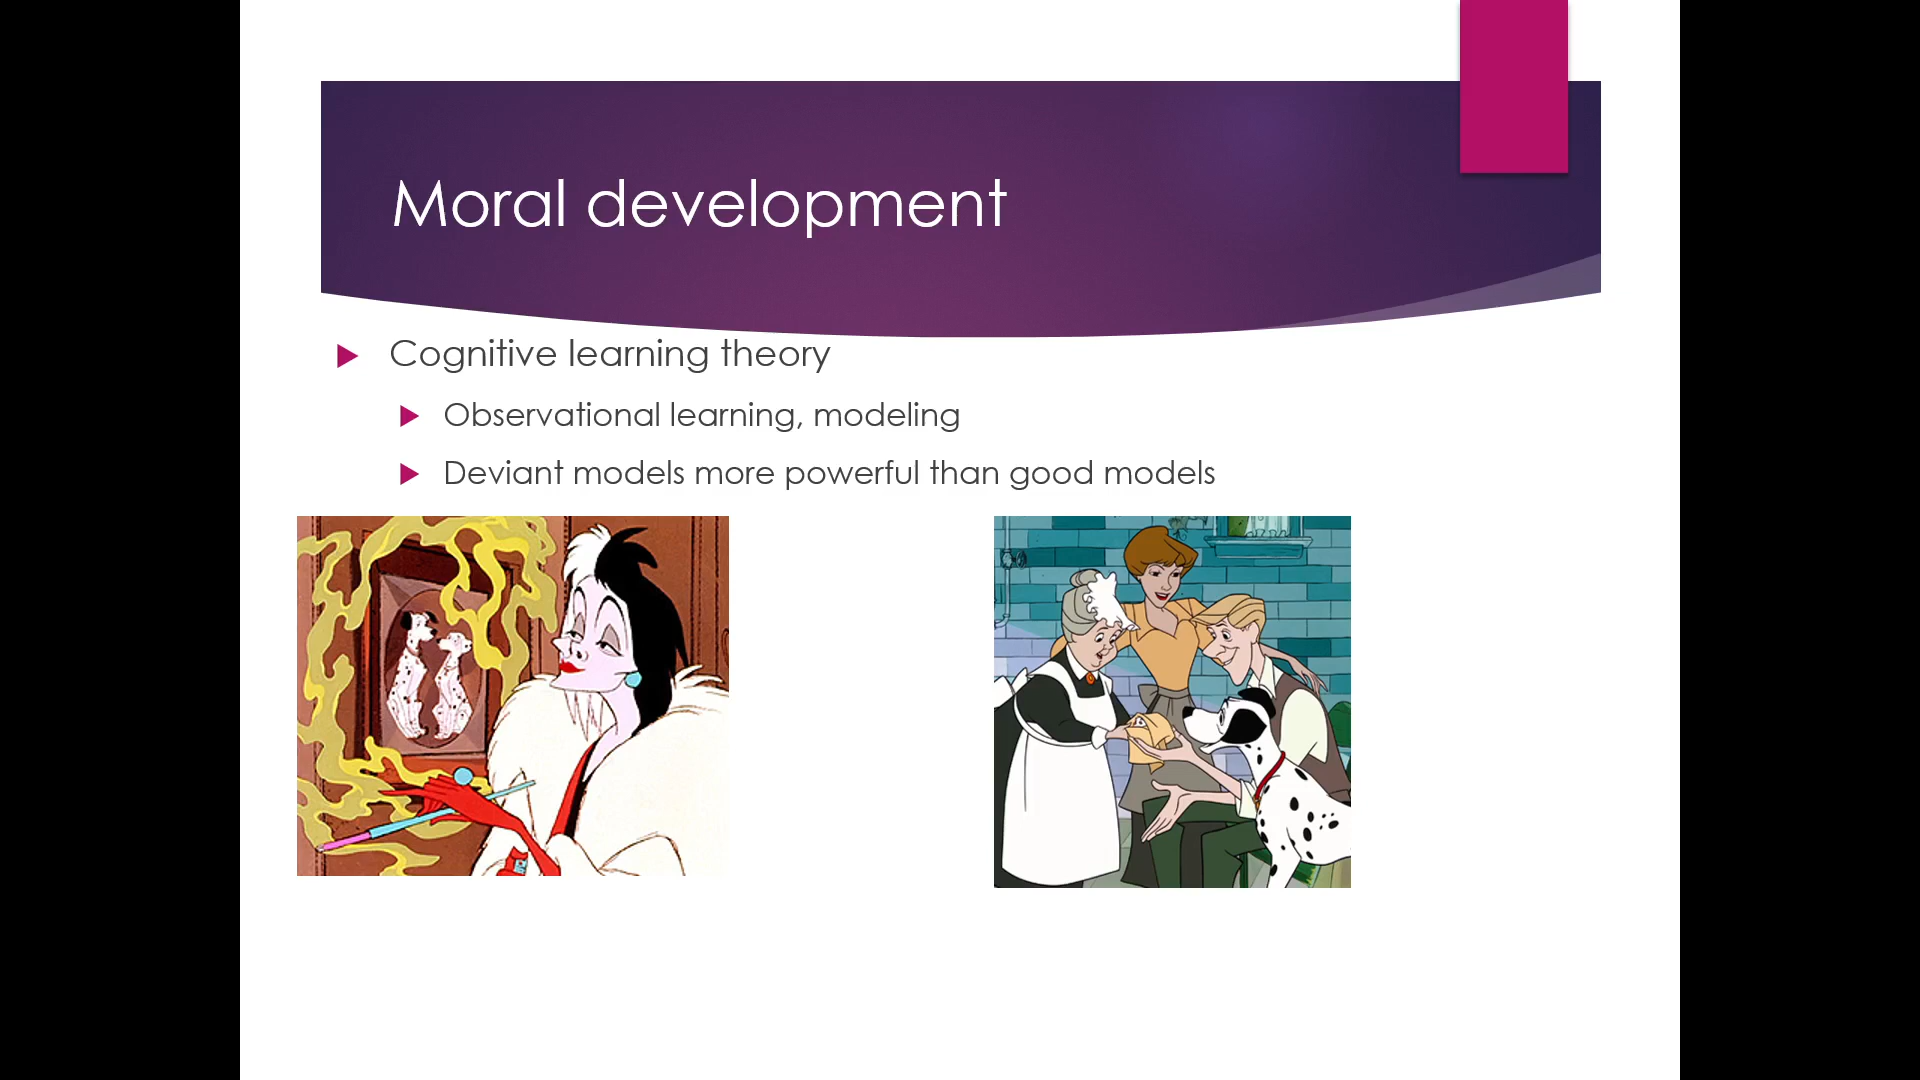 Moral development
Cognitive learning theory
Observational learning, modeling
Deviant models more powerful than good models